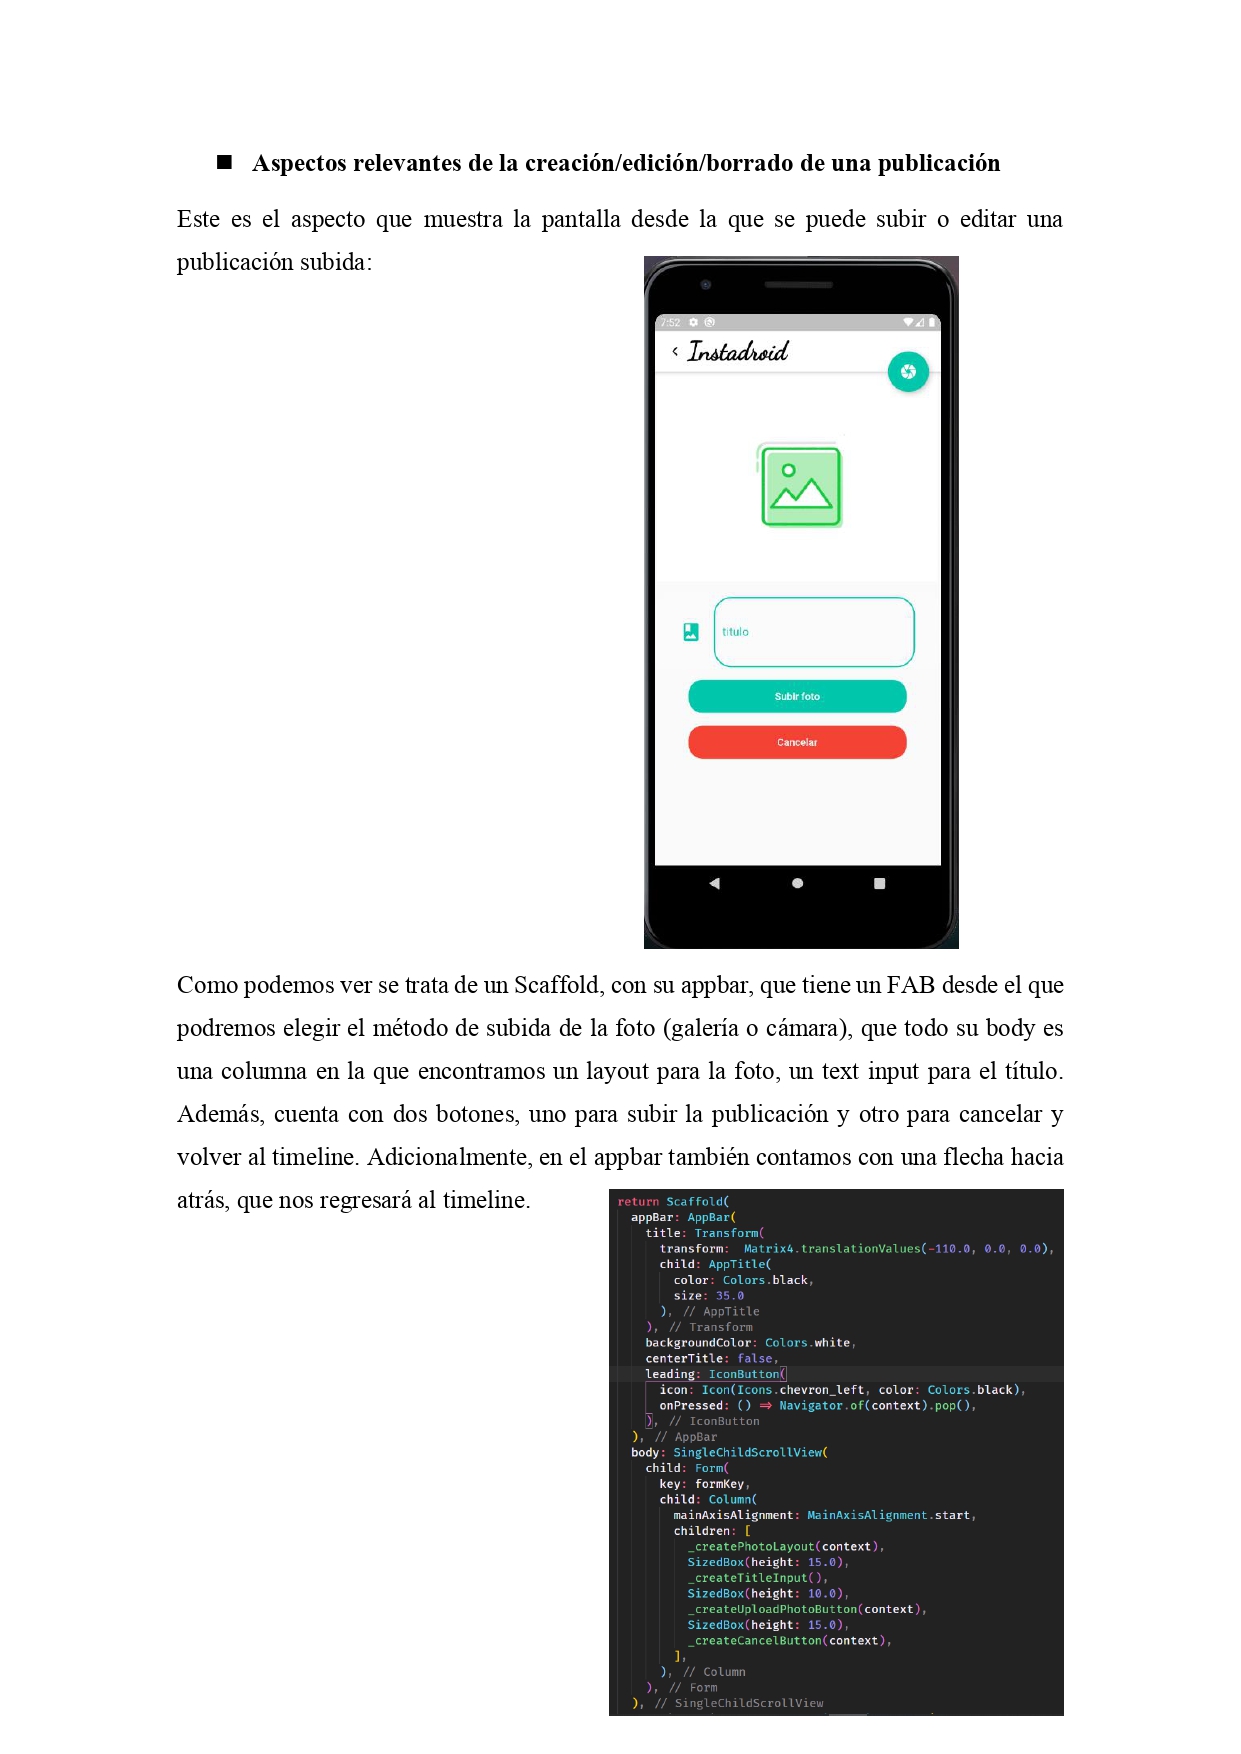 Aspectos relevantes de la creación/edición/borrado de una publicación
Este es el aspecto que muestra la pantalla desde la que se puede subir o editar una
publicación subida:
7:52
Instadroid
titulo
Subir foto
Cancelar
Como podemos ver se trata de un Scaffold, con su appbar, que tiene un FAB desde el que
podremos elegir el método de subida de la foto (galería o cámara), que todo su body es
una columna en la que encontramos un layout para la foto, un text input para el título.
Además, cuenta con dos botones, uno para subir la publicación y otro para cancelar y
volver al timeline. Adicionalmente, en el appbar también contamos con una flecha hacia
atrás, que nos regresará al timeline.
return Scaffold(
appBar: AppBar(
title: Transform(
transform:  Matrix4.translationValues(-110.0, 0.0, 0.0),
child: AppTitle(
color: Colors.black,
size: 35.0
), // AppTitle
), // Transform
backgroundColor: Colors.white,
centerTitle: false,
leading: IconButton(
icon: Icon(Icons.chevron_left, color: Colors.black),
onPressed: () => Navigator.of(context).pop(),
), // IconButton
), // AppBar
body: SingleChildScrollView(
child: Form(
key: formKey,
child: Column(
mainAxisAlignment: MainAxisAlignment.start,
children: [
_createPhotoLayout(context),
SizedBox(height: 15.0),
_createTitleInput(),
SizedBox(height: 10.0),
_createUploadPhotoButton(context),
SizedBox(height: 15.0),
_createCancelButton(context),
],
), // Column
), // Form
), // SingleChildScrollView